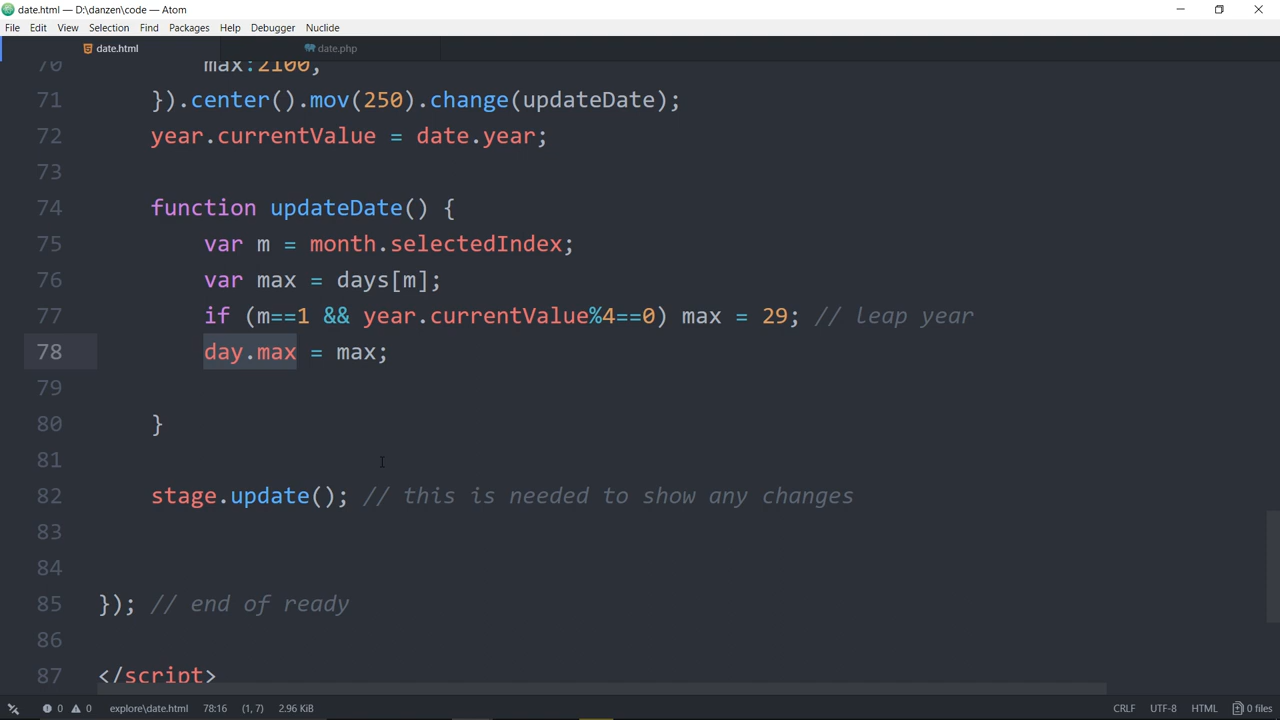 date.html — D:\danzen\code — Atom
File Edit View Selection Find Packages Help Debugger Nuclide
date.html date.php
70 max:2100,
71 }).center().mov(250).change(updateDate);
72 year.currentValue = date.year;
73
74 function updateDate() {
75 var m = month.selectedIndex;
76 var max = days[m];
77 if (m==1 && year.currentValue%4==0) max = 29; // leap year
78 day.max = max;
79
80 }
81
82 stage.update(); // this is needed to show any changes
83
84
85 }); // end of ready
86
87 </script>
0 0 explore\date.html 78:16 (1, 7) 2.96 KiB CRLF UTF-8 HTML 0 files